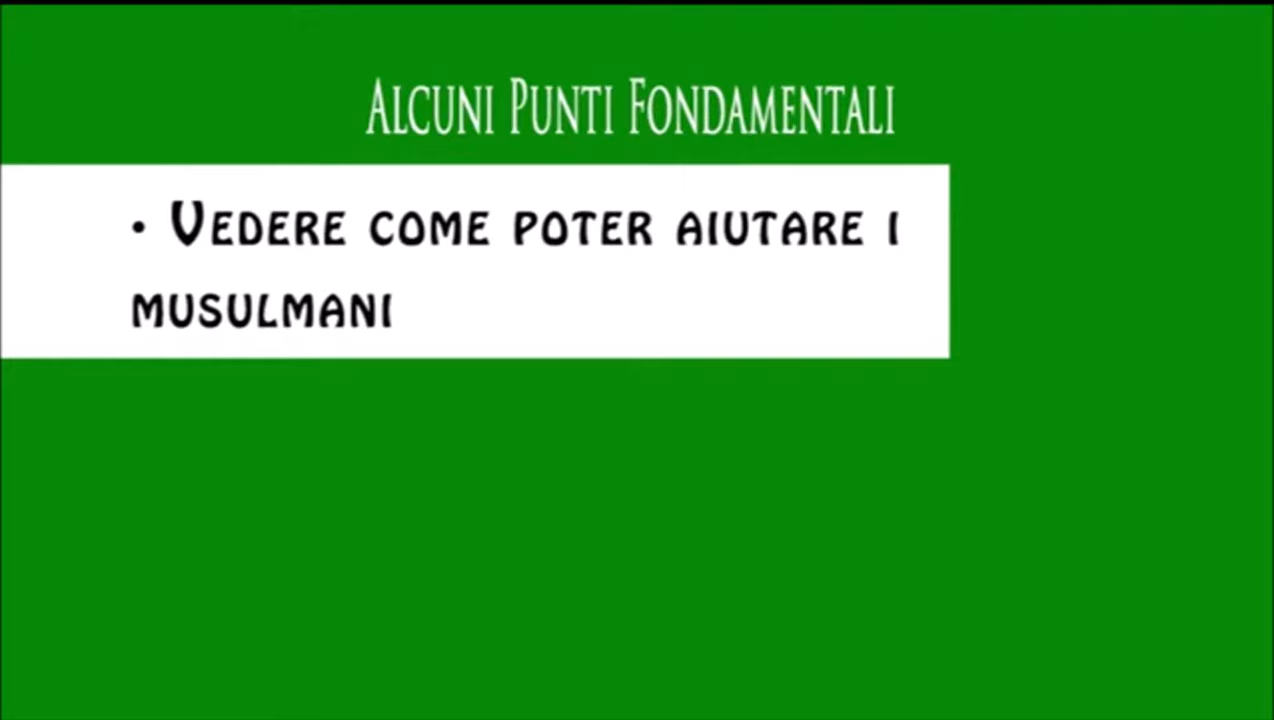 Alcuni Punti Fondamentali
• Vedere come poter aiutare i
musulmani